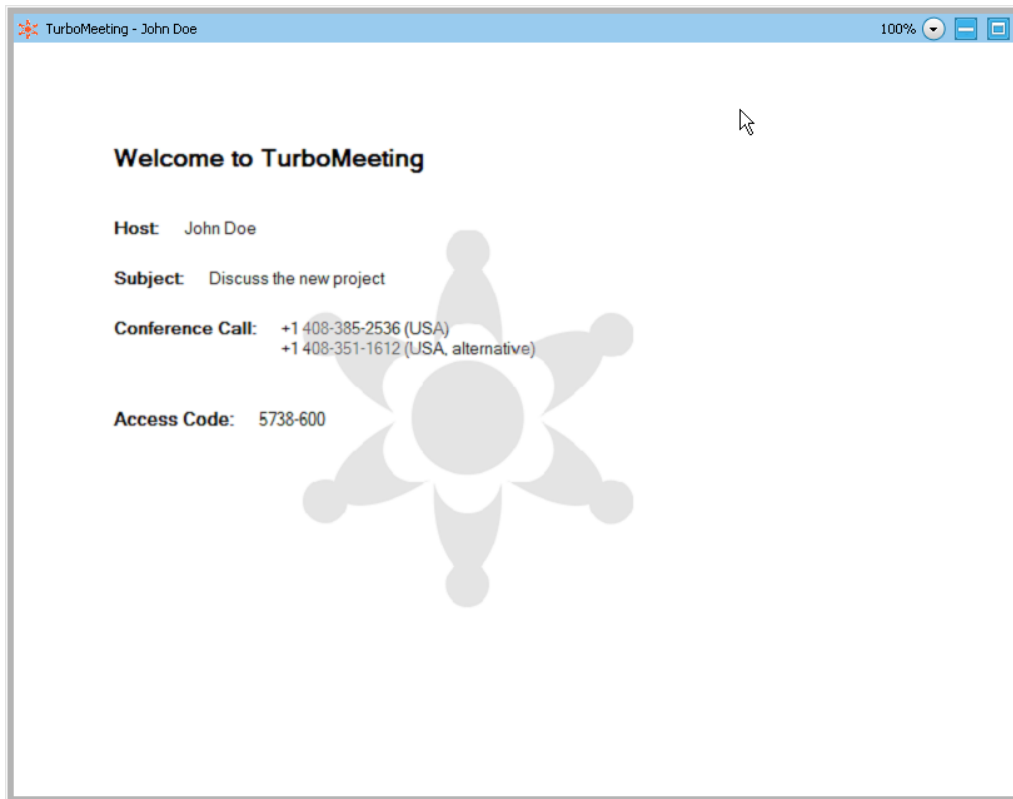 TurboMeeting - John Doe 100%
Welcome to TurboMeeting
Host: John Doe
Subject: Discuss the new project
Conference Call: +1 408-385-2536 (USA)
+1 408-351-1612 (USA, alternative)
Access Code: 5738-600